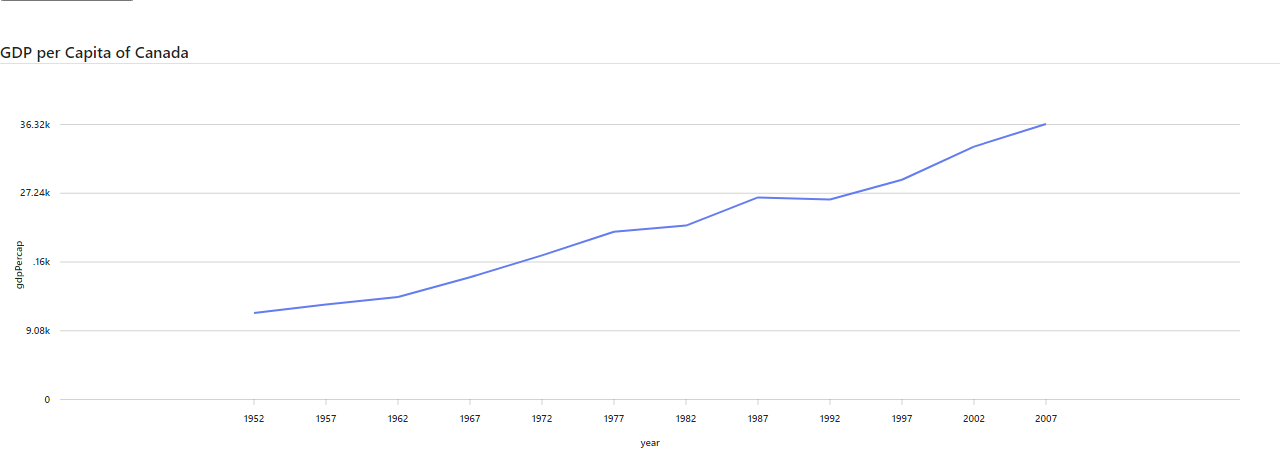 GDP per Capita of Canada
36.32k
27.24k
.16k
9.08k
0
gdpPercap
1952 1957 1962 1967 1972 1977 1982 1987 1992 1997 2002 2007
year